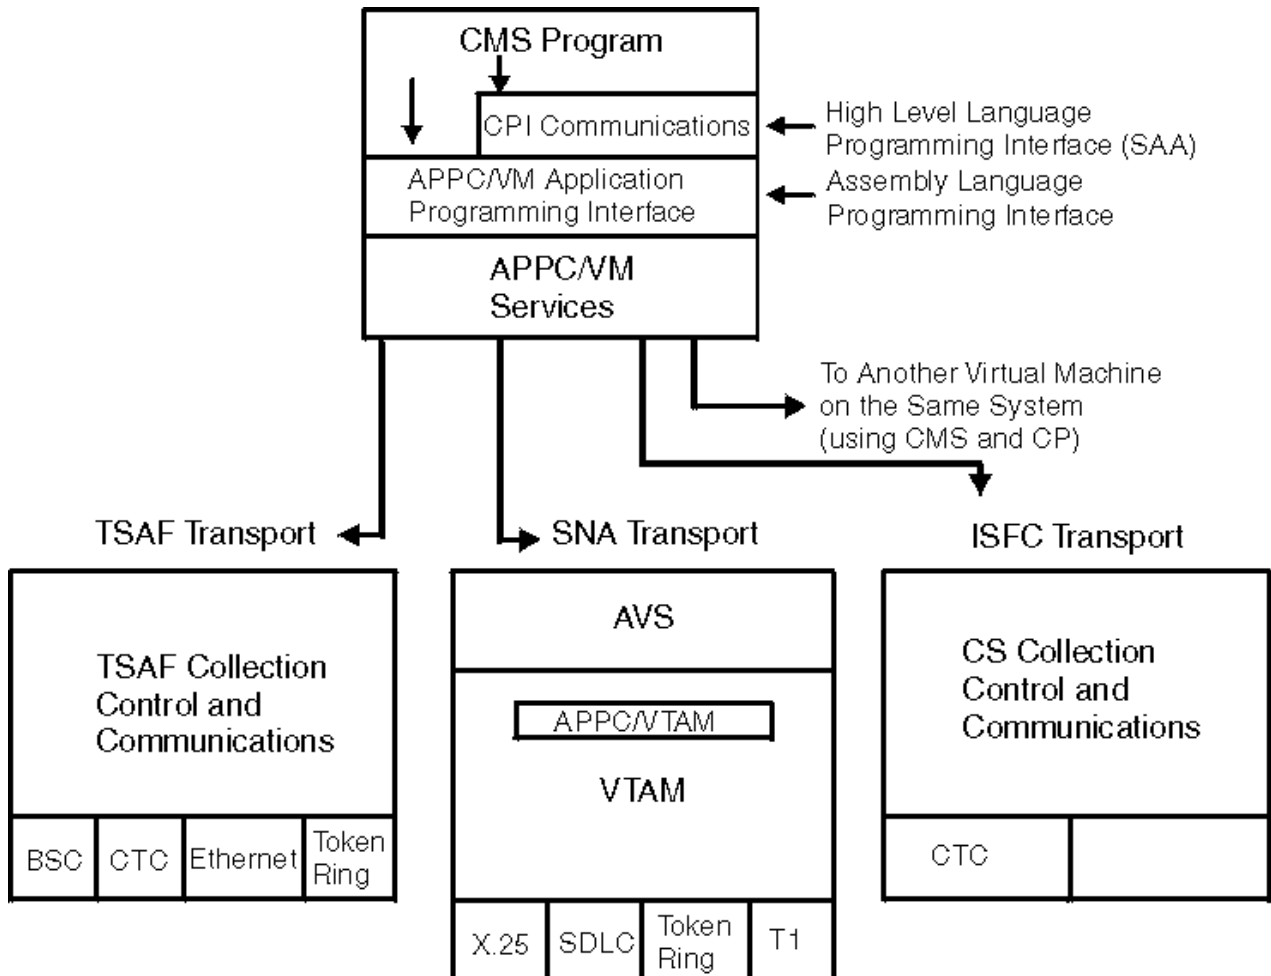 CMS Program
CPI Communications
High Level Language
Programming Interface (SAA)
APPC/VM Application
Programming Interface
Assembly Language
Programming Interface
APPC/VM
Services
To Another Virtual Machine
on the Same System
(using CMS and CP)
TSAF Transport
SNA Transport
ISFC Transport
TSAF Collection
Control and
Communications
BSC
CTC
Ethernet
Token
Ring
AVS
APPC/VTAM
VTAM
X.25
SDLC
Token
Ring
T1
CS Collection
Control and
Communications
CTC